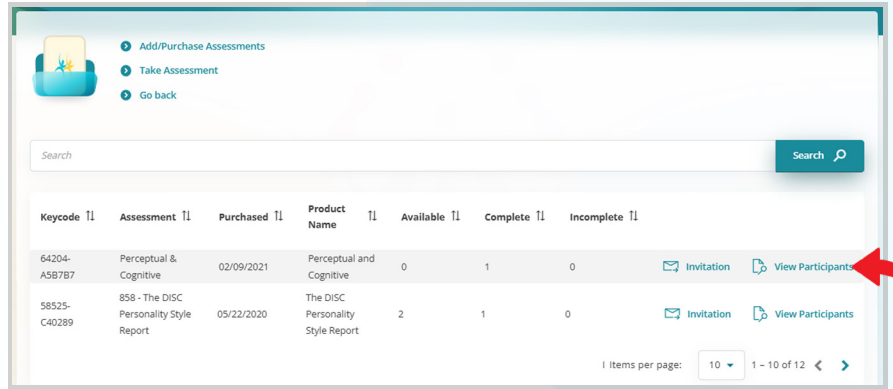 Add/Purchase Assessments
Take Assessment
Go back
Search
Search
Keycode Assessment Purchased Product Name Available Complete Incomplete
64204-A5B7B7 Perceptual & Cognitive 02/09/2021 Perceptual and Cognitive 0 1 0 Invitation View Participants
58525-C40289 858 - The DISC Personality Style Report 05/22/2020 The DISC Personality Style Report 2 1 0 Invitation View Participants
I Items per page: 10 1 – 10 of 12